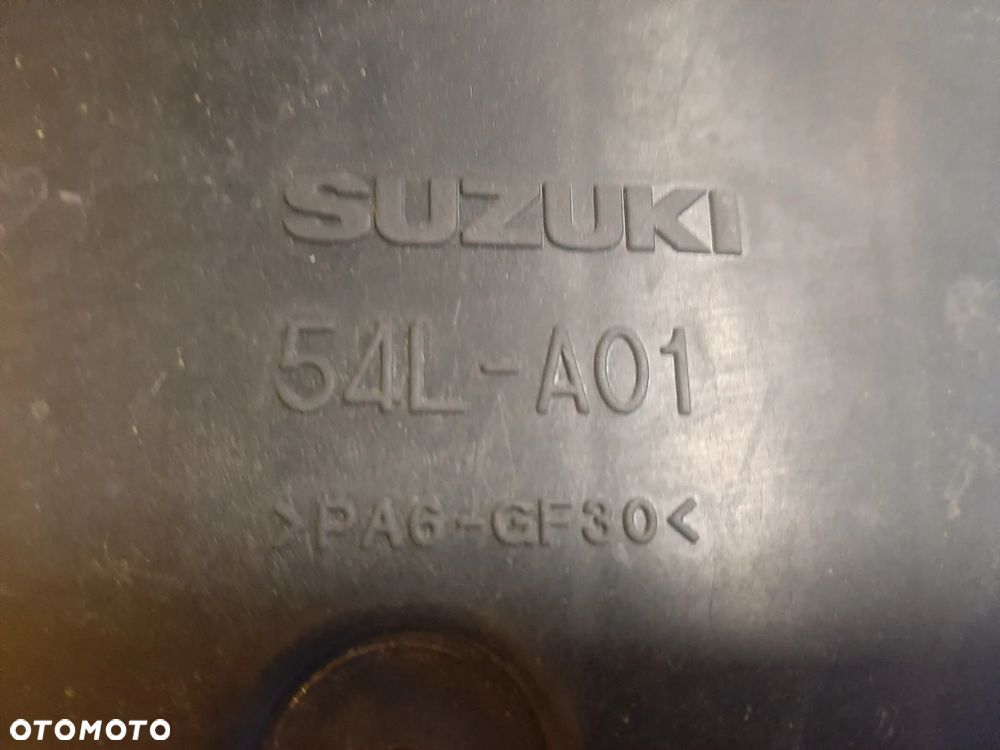 SUZUKI
54L-A01
>PA6-GF30<
OTOMOTO